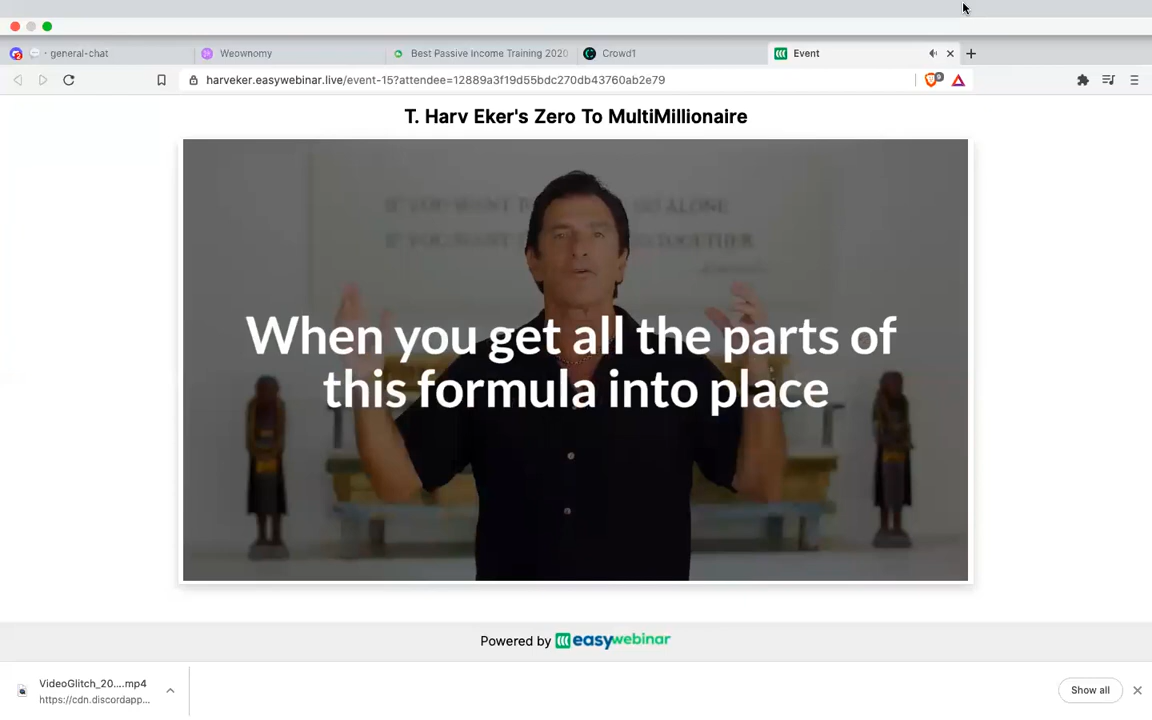 general-chat
Weownomy
Best Passive Income Training 2020
Crowd1
Event
harveker.easywebinar.live/event-15?attendee=12889a3f19d55bdc270db43760ab2e79
T. Harv Eker's Zero To MultiMillionaire
When you get all the parts of
this formula into place
Powered by easywebinar
VideoGlitch_20....mp4
https://cdn.discordapp...
Show all